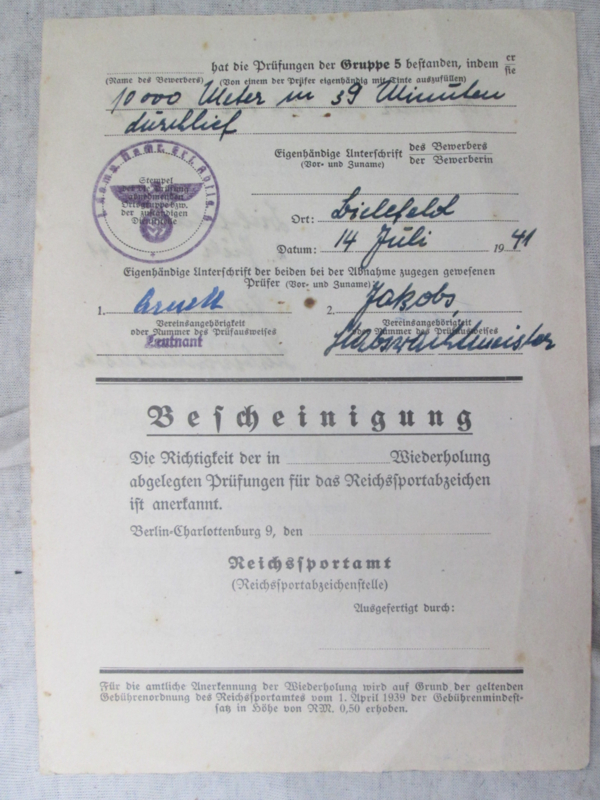 hat die Prüfungen der Gruppe 5 bestanden, indem er
sie
(Name des Bewerbers) (Von einem der Prüfer eigenhändig mit Tinte auszufüllen)
10000 Meter in 39 Minuten
durchlief
Eigenhändige Unterschrift des Bewerbers
(Vor- und Zuname) der Bewerberin
Stempel
der zuständigen
Dienststelle
Ort: Bielefeld
Datum: 14 Juli 1941
Eigenhändige Unterschrift der beiden bei der Abnahme zugegen gewesenen
Prüfer (Vor- und Zuname)
1. 2. Jakobs,
Vereinsangehörigkeit Vereinsangehörigkeit
oder Nummer des Prüfausweises oder Nummer des Prüfausweises
Leutnant Stabswachtmeister
Bescheinigung
Die Richtigkeit der in Wiederholung
abgelegten Prüfungen für das Reichssportabzeichen
ist anerkannt.
Berlin-Charlottenburg 9, den
Reichssportamt
(Reichssportabzeichenstelle)
Ausgefertigt durch:
Für die amtliche Anerkennung der Wiederholung wird auf Grund der geltenden
Gebührenordnung des Reichssportamtes vom 1. April 1939 der Gebührenmindest-
satz in Höhe von RM. 0,50 erhoben.